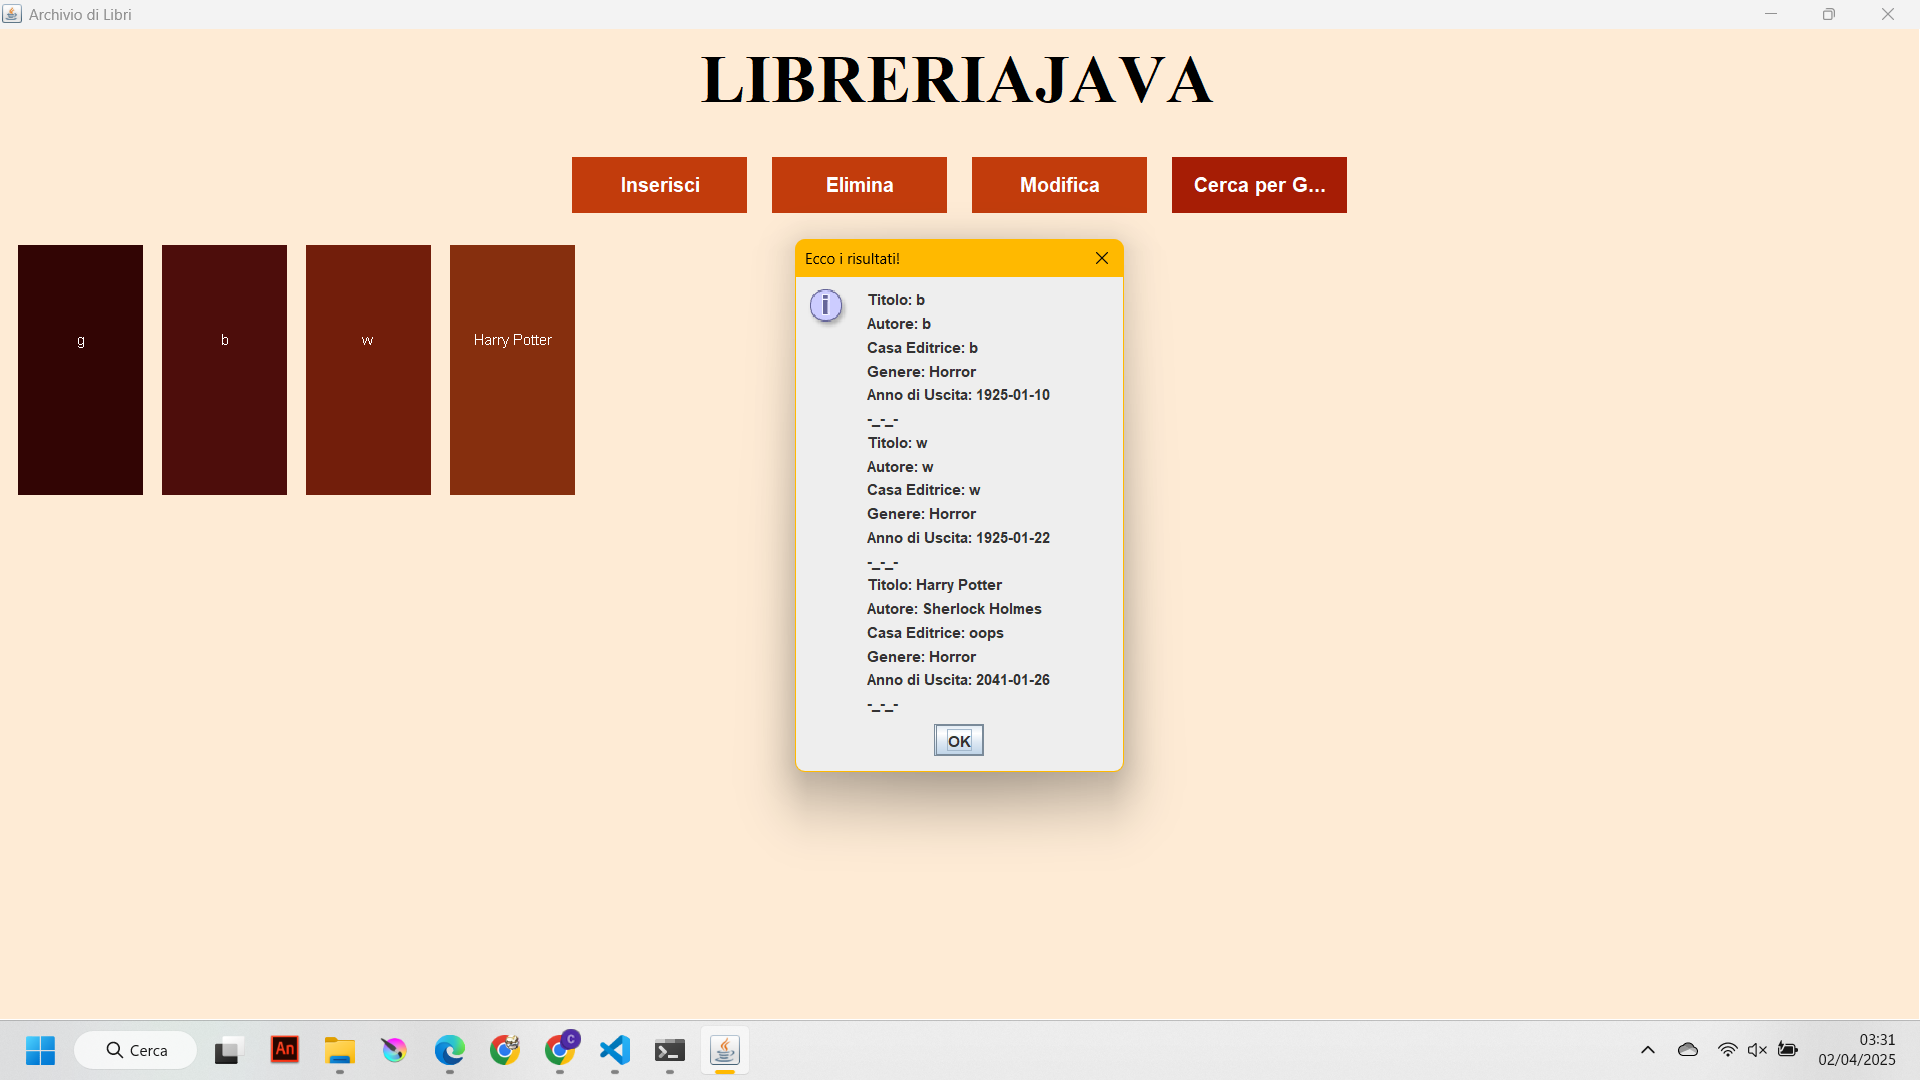 Archivio di Libri
LIBRERIAJAVA
Inserisci
Elimina
Modifica
Cerca per G...
g
b
w
Harry Potter
Ecco i risultati!
Titolo: b
Autore: b
Casa Editrice: b
Genere: Horror
Anno di Uscita: 1925-01-10
-_-_-
Titolo: w
Autore: w
Casa Editrice: w
Genere: Horror
Anno di Uscita: 1925-01-22
-_-_-
Titolo: Harry Potter
Autore: Sherlock Holmes
Casa Editrice: oops
Genere: Horror
Anno di Uscita: 2041-01-26
-_-_-
OK
Cerca
An
C
03:31
02/04/2025